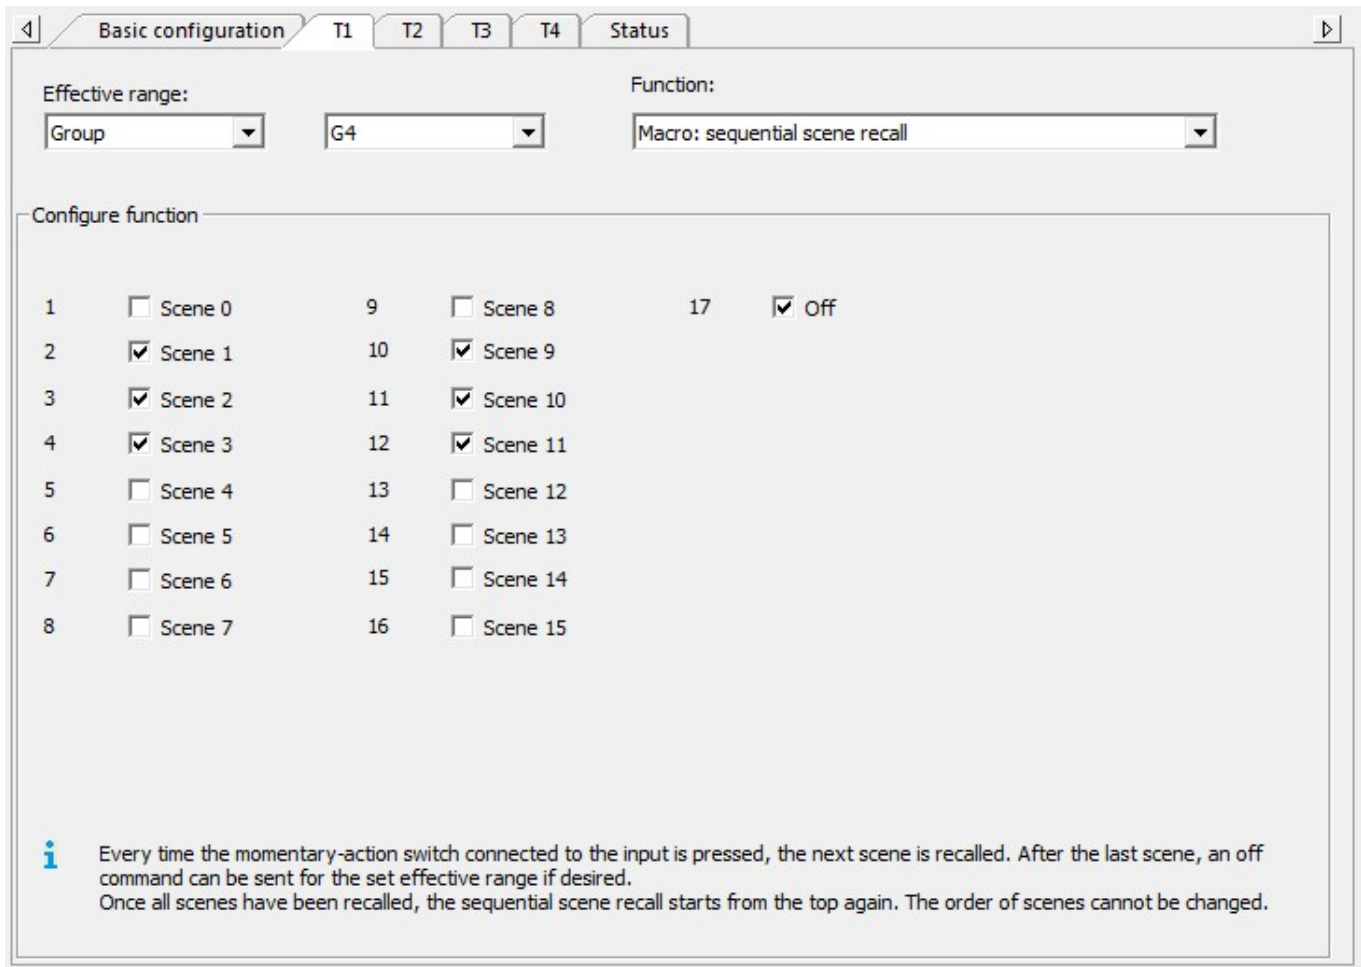 Basic configuration T1 T2 T3 T4 Status
Effective range: Function:
Group G4 Macro: sequential scene recall
Configure function
1 Scene 0 9 Scene 8 17 Off
2 Scene 1 10 Scene 9
3 Scene 2 11 Scene 10
4 Scene 3 12 Scene 11
5 Scene 4 13 Scene 12
6 Scene 5 14 Scene 13
7 Scene 6 15 Scene 14
8 Scene 7 16 Scene 15
Every time the momentary-action switch connected to the input is pressed, the next scene is recalled. After the last scene, an off
command can be sent for the set effective range if desired.
Once all scenes have been recalled, the sequential scene recall starts from the top again. The order of scenes cannot be changed.